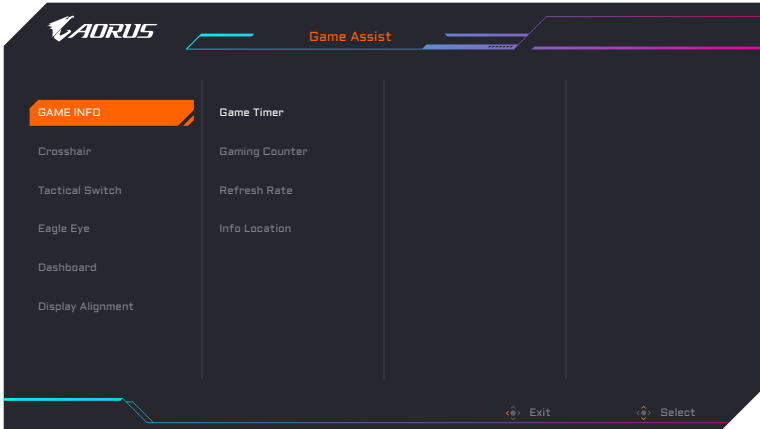 AORUS
Game Assist
GAME INFO
Game Timer
Crosshair
Gaming Counter
Tactical Switch
Refresh Rate
Eagle Eye
Info Location
Dashboard
Display Alignment
Exit
Select